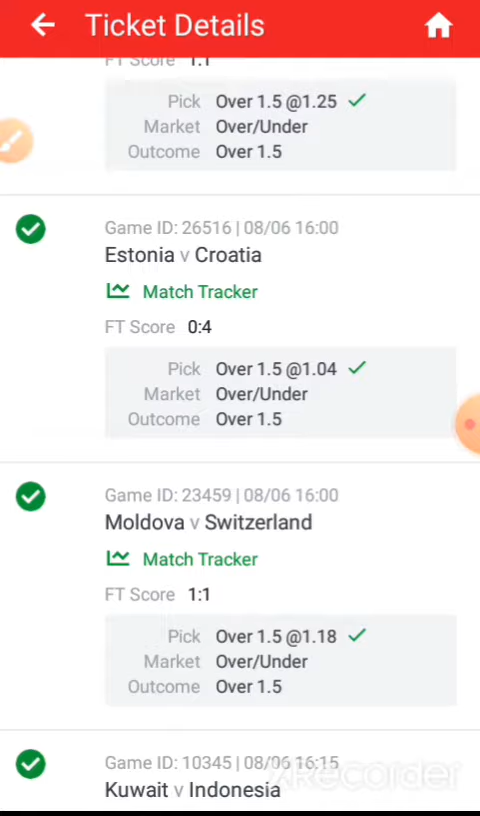 Ticket Details
FT Score 1:1
Pick Over 1.5 @1.25
Market Over/Under
Outcome Over 1.5
Game ID: 26516 | 08/06 16:00
Estonia v Croatia
Match Tracker
FT Score 0:4
Pick Over 1.5 @1.04
Market Over/Under
Outcome Over 1.5
Game ID: 23459 | 08/06 16:00
Moldova v Switzerland
Match Tracker
FT Score 1:1
Pick Over 1.5 @1.18
Market Over/Under
Outcome Over 1.5
Game ID: 10345 | 08/06 16:15
XRecorder
Kuwait v Indonesia